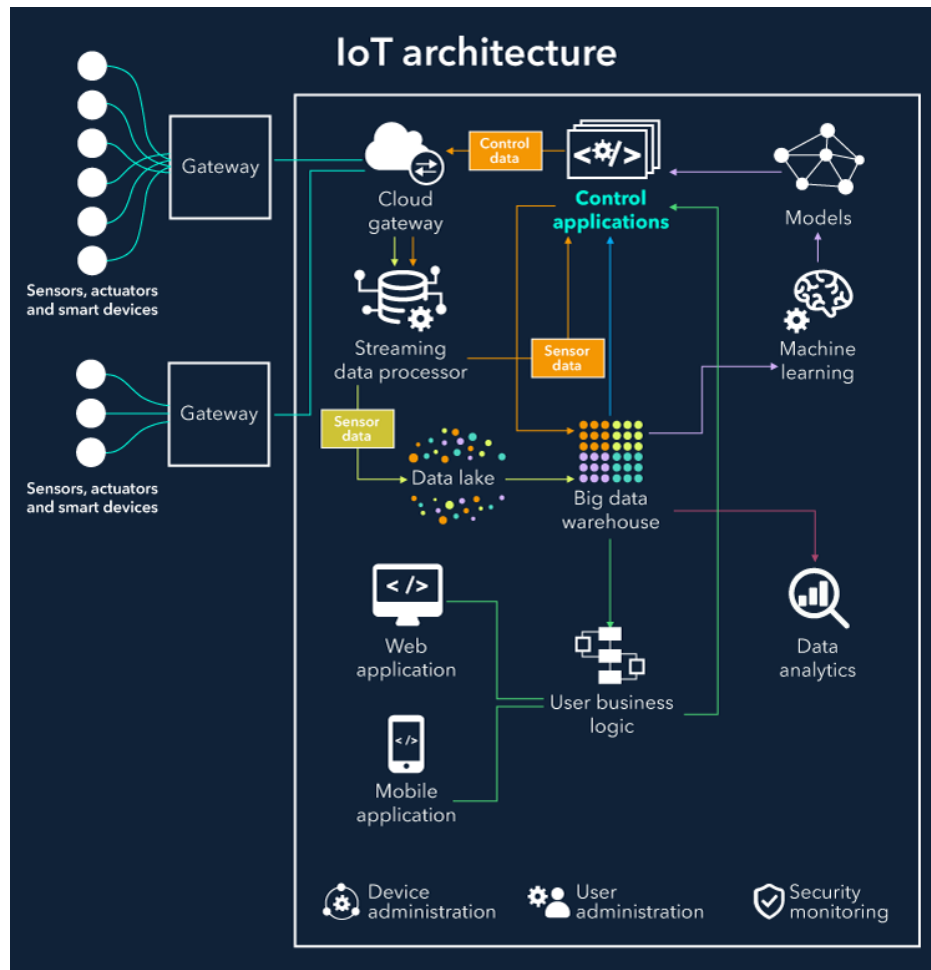 IoT architecture
Gateway
Sensors, actuators
and smart devices
Gateway
Sensors, actuators
and smart devices
Cloud
gateway
Control
data
< />
Control
applications
Models
Streaming
data processor
Sensor
data
Machine
learning
Sensor
data
Data lake
Big data
warehouse
< / >
Web
application
User business
logic
Data
analytics
</>
Mobile
application
Device
administration
User
administration
Security
monitoring